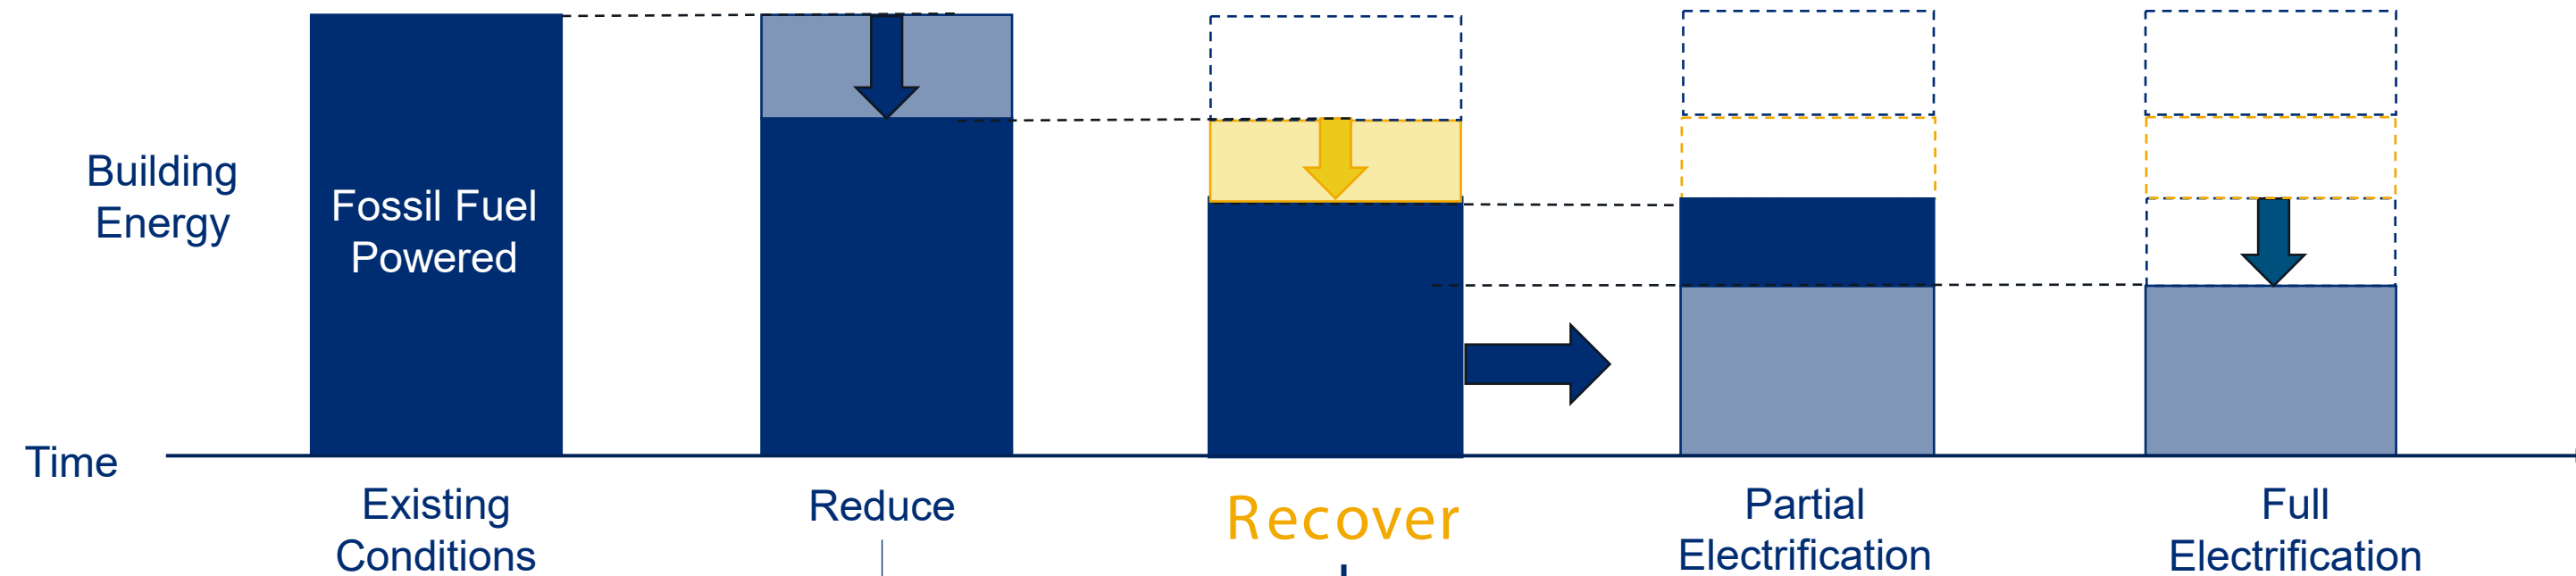 Building
Energy
Fossil Fuel
Powered
Time
Existing
Conditions
Reduce
Recover
Partial
Electrification
Full
Electrification